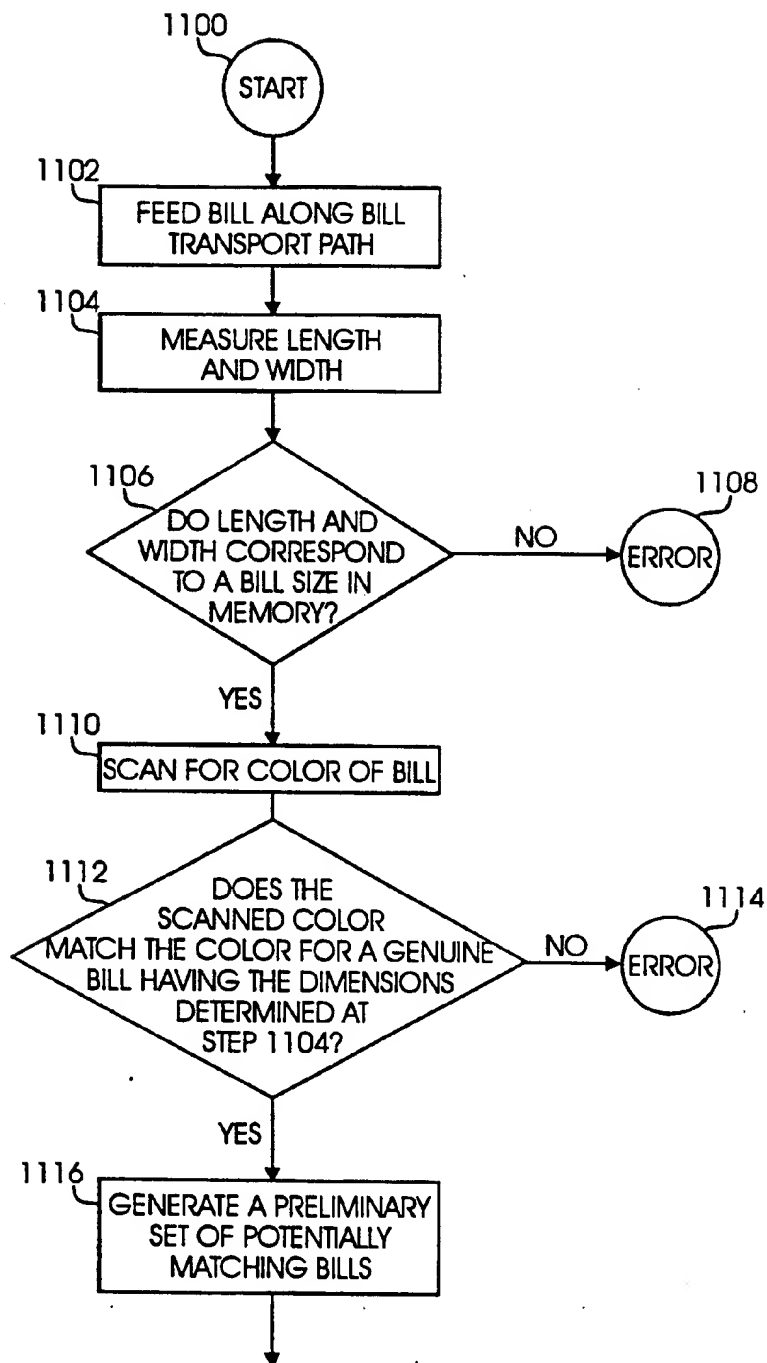 1100
START
1102
FEED BILL ALONG BILL
TRANSPORT PATH
1104
MEASURE LENGTH
AND WIDTH
1106
DO LENGTH AND
WIDTH CORRESPOND
TO A BILL SIZE IN
MEMORY?
NO
1108
ERROR
YES
1110
SCAN FOR COLOR OF BILL
1112
DOES THE
SCANNED COLOR
MATCH THE COLOR FOR A GENUINE
BILL HAVING THE DIMENSIONS
DETERMINED AT
STEP 1104?
NO
1114
ERROR
YES
1116
GENERATE A PRELIMINARY
SET OF POTENTIALLY
MATCHING BILLS